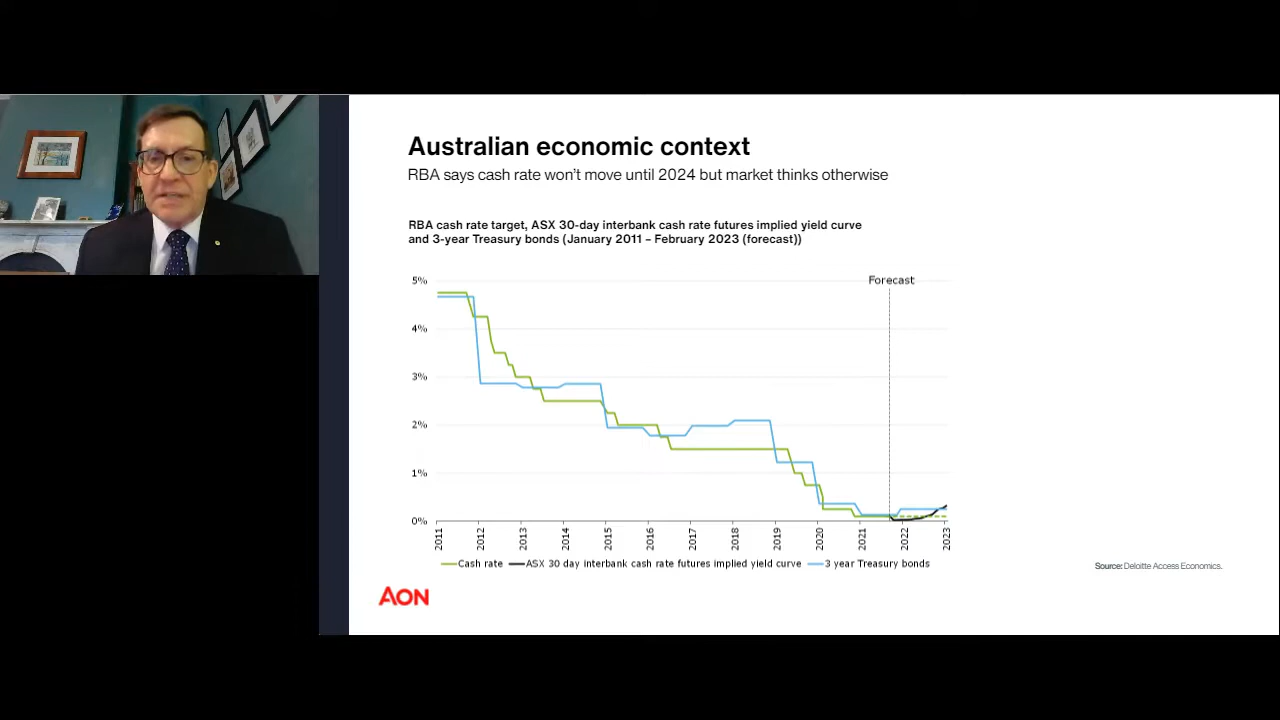 Australian economic context
RBA says cash rate won't move until 2024 but market thinks otherwise
RBA cash rate target, ASX 30-day interbank cash rate futures implied yield curve
and 3-year Treasury bonds (January 2011 – February 2023 (forecast))
Forecast
5%
4%
3%
2%
1%
0%
2011 2012 2013 2014 2015 2016 2017 2018 2019 2020 2021 2022 2023
Cash rate ASX 30 day interbank cash rate futures implied yield curve 3 year Treasury bonds
Source: Deloitte Access Economics.
AON